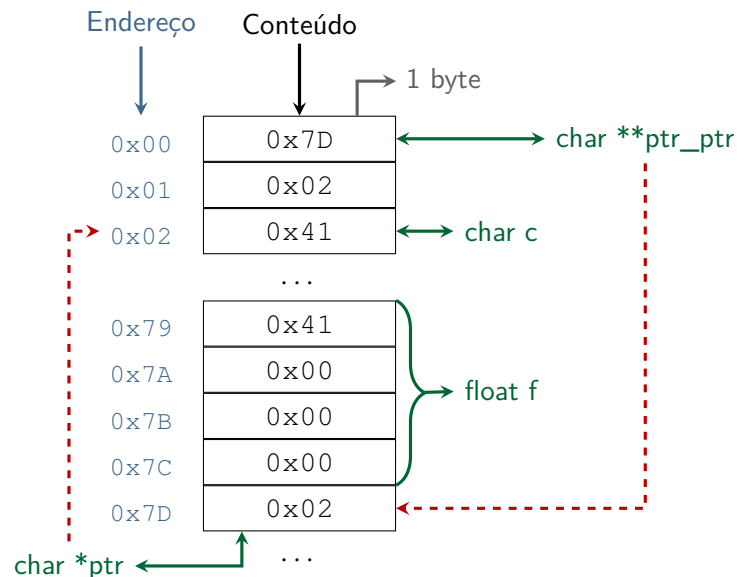 Endereço Conteúdo
1 byte
0x00 0x7D char **ptr_ptr
0x01 0x02
0x02 0x41 char c
...
0x79 0x41
0x7A 0x00
float f
0x7B 0x00
0x7C 0x00
0x7D 0x02
char *ptr ...